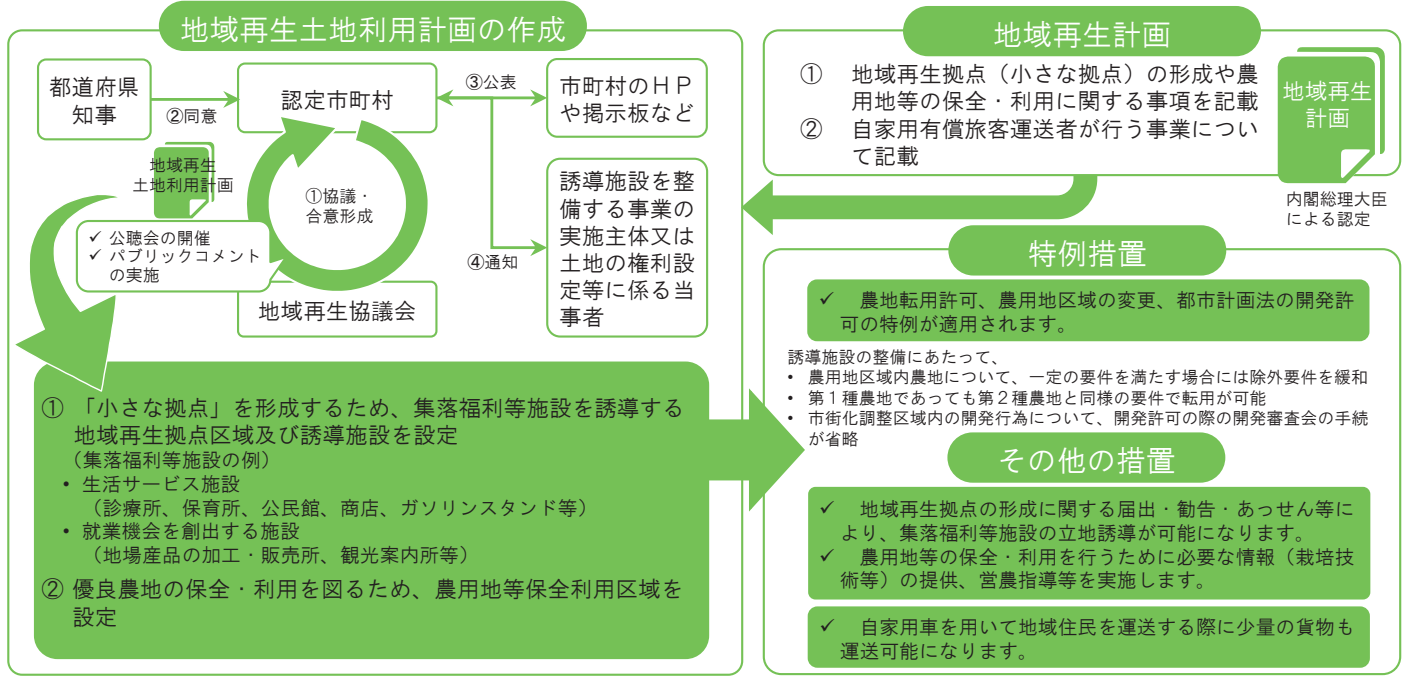 地域再生土地利用計画の作成
都道府県
知事
②同意
認定市町村
③公表
市町村のＨＰ
や掲示板など
地域再生
土地利用計画
①協議・
合意形成
✓ 公聴会の開催
✓ パブリックコメント
の実施
④通知
誘導施設を整
備する事業の
実施主体又は
土地の権利設
定等に係る当
事者
地域再生協議会
① 「小さな拠点」を形成するため、集落福利等施設を誘導する
地域再生拠点区域及び誘導施設を設定
（集落福利等施設の例）
• 生活サービス施設
（診療所、保育所、公民館、商店、ガソリンスタンド等）
• 就業機会を創出する施設
（地場産品の加工・販売所、観光案内所等）
② 優良農地の保全・利用を図るため、農用地等保全利用区域を
設定
地域再生計画
① 地域再生拠点（小さな拠点）の形成や農
用地等の保全・利用に関する事項を記載
② 自家用有償旅客運送者が行う事業につい
て記載
地域再生
計画
内閣総理大臣
による認定
特例措置
✓ 農地転用許可、農用地区域の変更、都市計画法の開発許
可の特例が適用されます。
誘導施設の整備にあたって、
• 農用地区域内農地について、一定の要件を満たす場合には除外要件を緩和
• 第１種農地であっても第２種農地と同様の要件で転用が可能
• 市街化調整区域内の開発行為について、開発許可の際の開発審査会の手続
が省略
その他の措置
✓ 地域再生拠点の形成に関する届出・勧告・あっせん等に
より、集落福利等施設の立地誘導が可能になります。
✓ 農用地等の保全・利用を行うために必要な情報（栽培技
術等）の提供、営農指導等を実施します。
✓ 自家用車を用いて地域住民を運送する際に少量の貨物も
運送可能になります。